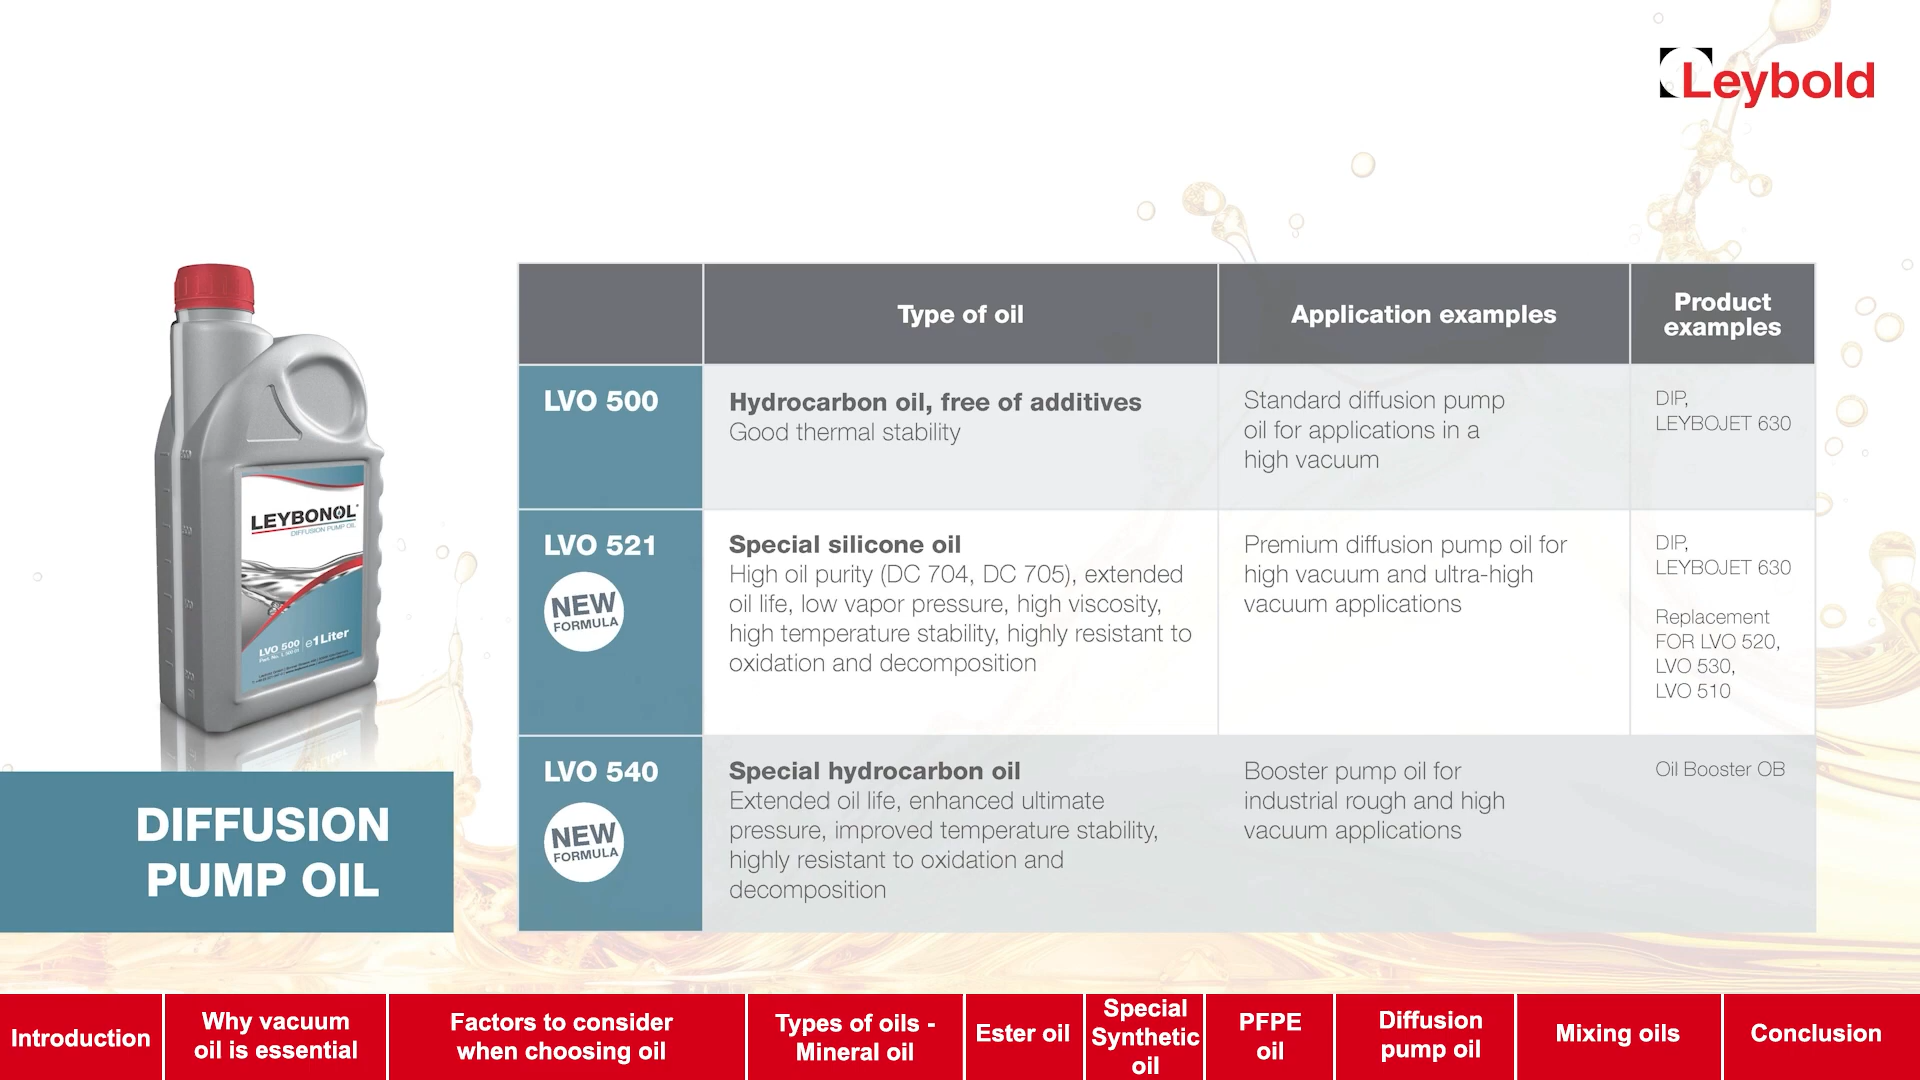 Leybold
Type of oil
Application examples
Product
examples
LVO 500
Hydrocarbon oil, free of additives
Good thermal stability
Standard diffusion pump
oil for applications in a
high vacuum
DIP,
LEYBOJET 630
LVO 521
NEW
FORMULA
Special silicone oil
High oil purity (DC 704, DC 705), extended
oil life, low vapor pressure, high viscosity,
high temperature stability, highly resistant to
oxidation and decomposition
Premium diffusion pump oil for
high vacuum and ultra-high
vacuum applications
DIP,
LEYBOJET 630
Replacement
FOR LVO 520,
LVO 530,
LVO 510
LVO 540
NEW
FORMULA
Special hydrocarbon oil
Extended oil life, enhanced ultimate
pressure, improved temperature stability,
highly resistant to oxidation and
decomposition
Booster pump oil for
industrial rough and high
vacuum applications
Oil Booster OB
LEYBONOL
DIFFUSION PUMP OIL
LVO 500 e 1 Liter
DIFFUSION
PUMP OIL
Introduction
Why vacuum
oil is essential
Factors to consider
when choosing oil
Types of oils -
Mineral oil
Ester oil
Special
Synthetic
oil
PFPE
oil
Diffusion
pump oil
Mixing oils
Conclusion